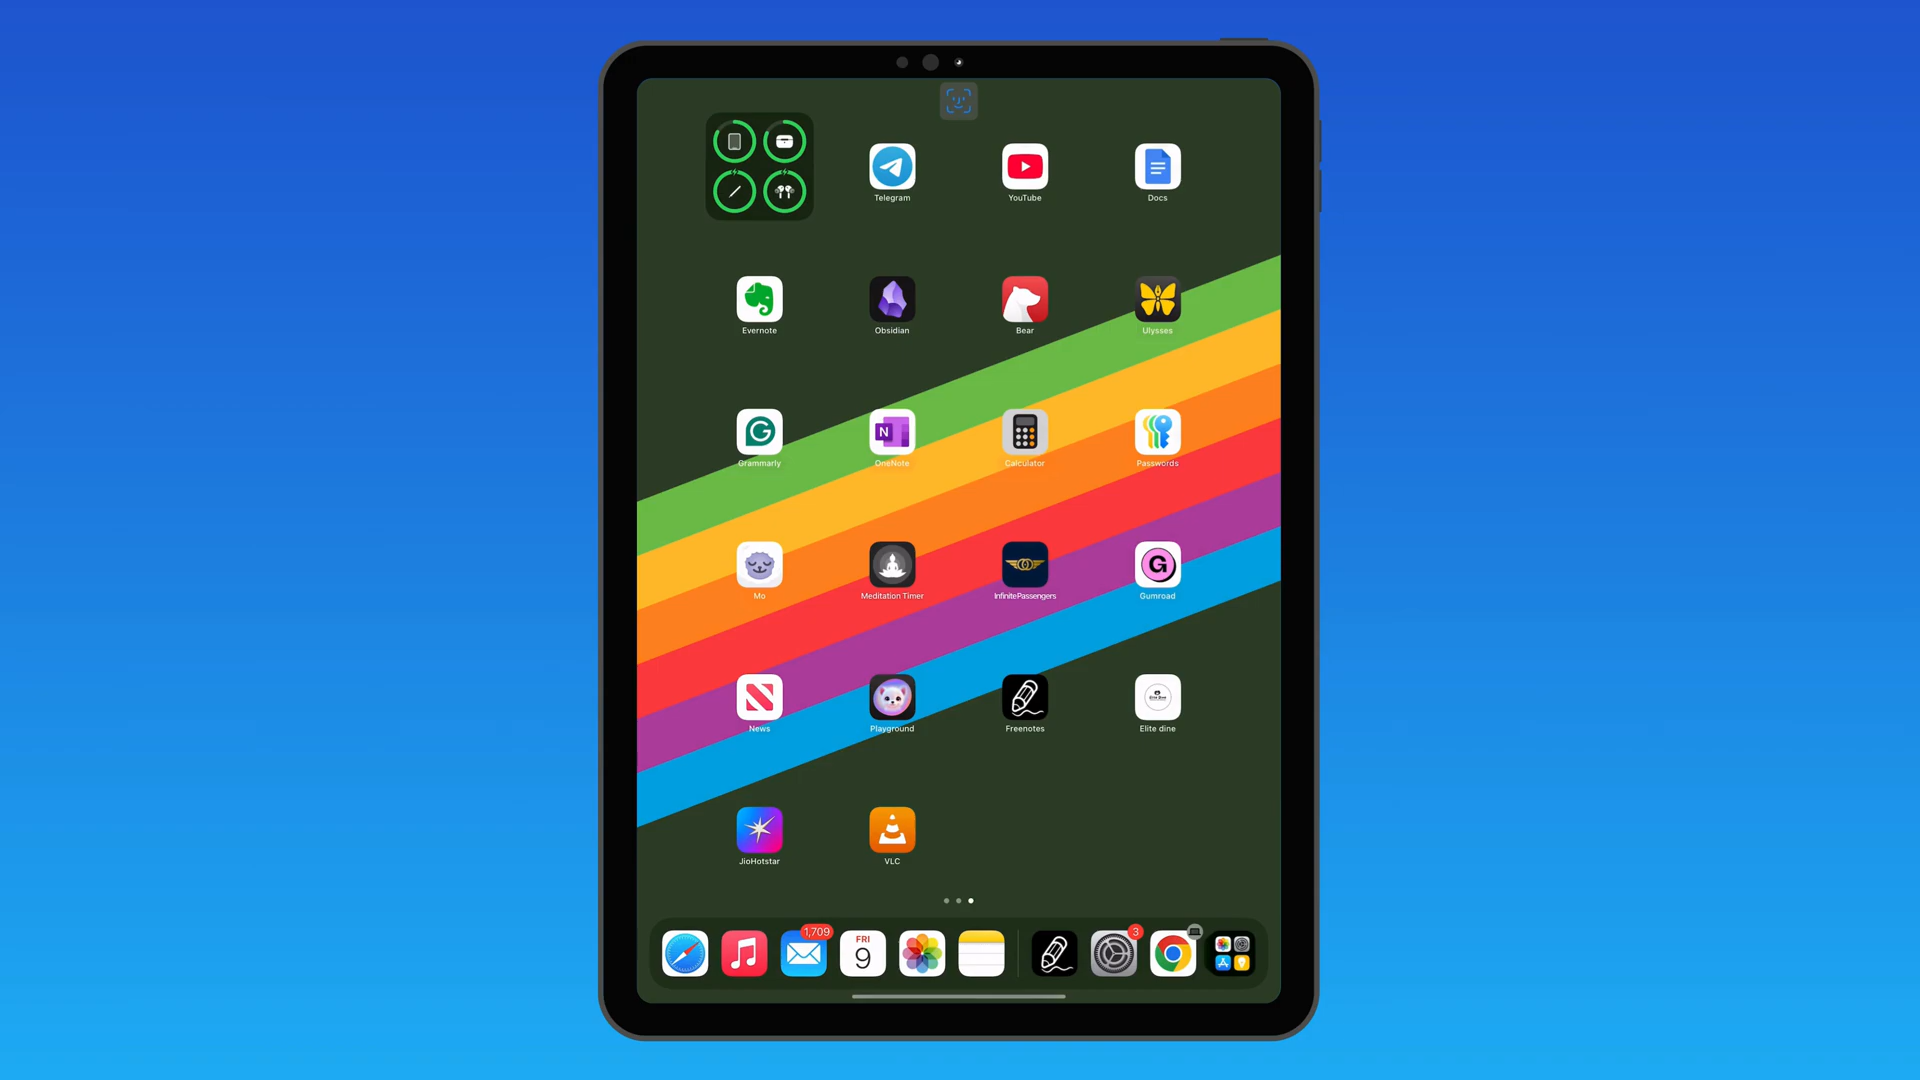 Telegram
YouTube
Docs
Evernote
Obsidian
Bear
Ulysses
Grammarly
N
OneNote
Calculator
Passwords
Mo
Meditation Timer
InfinitePassengers
G
Gumroad
News
Playground
Freenotes
Elite dine
JioHotstar
VLC
1,709
FRI
9
3